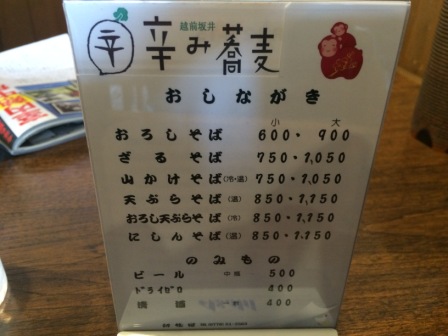 越前坂井
辛 辛み蕎麦
おしながき
小 大
おろしそば 600・900
ざるそば 750・1,050
山かけそば(冷・温) 750・1,050
天ぷらそば(温) 850・1,150
おろし天ぷらそば(冷) 850・1,150
にしんそば(温) 850・1,150
のみもの
ビール 中瓶 500
ドライゼロ 400
400